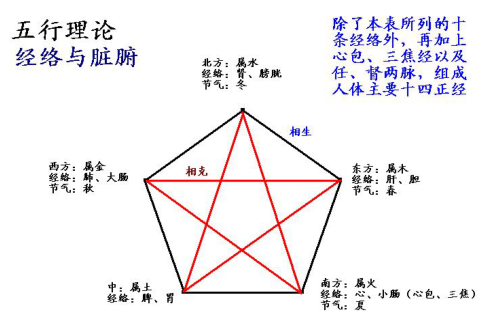 五行理论
经络与脏腑
除了本表所列的十
条经络外，再加上
心包、三焦经以及
任、督两脉，组成
人体主要十四正经
北方：属水
经络：肾、膀胱
节气：冬
相生
西方：属金
经络：肺、大肠
节气：秋
相克
东方：属木
经络：肝、胆
节气：春
中：属土
经络：脾、胃
南方：属火
经络：心、小肠（心包、三焦）
节气：夏